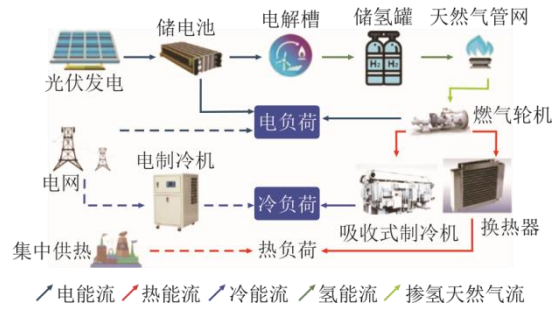 储电池
电解槽
储氢罐
天然气管网
光伏发电
电负荷
燃气轮机
电网
电制冷机
冷负荷
吸收式制冷机
换热器
集中供热
热负荷
电能流
热能流
冷能流
氢能流
掺氢天然气流